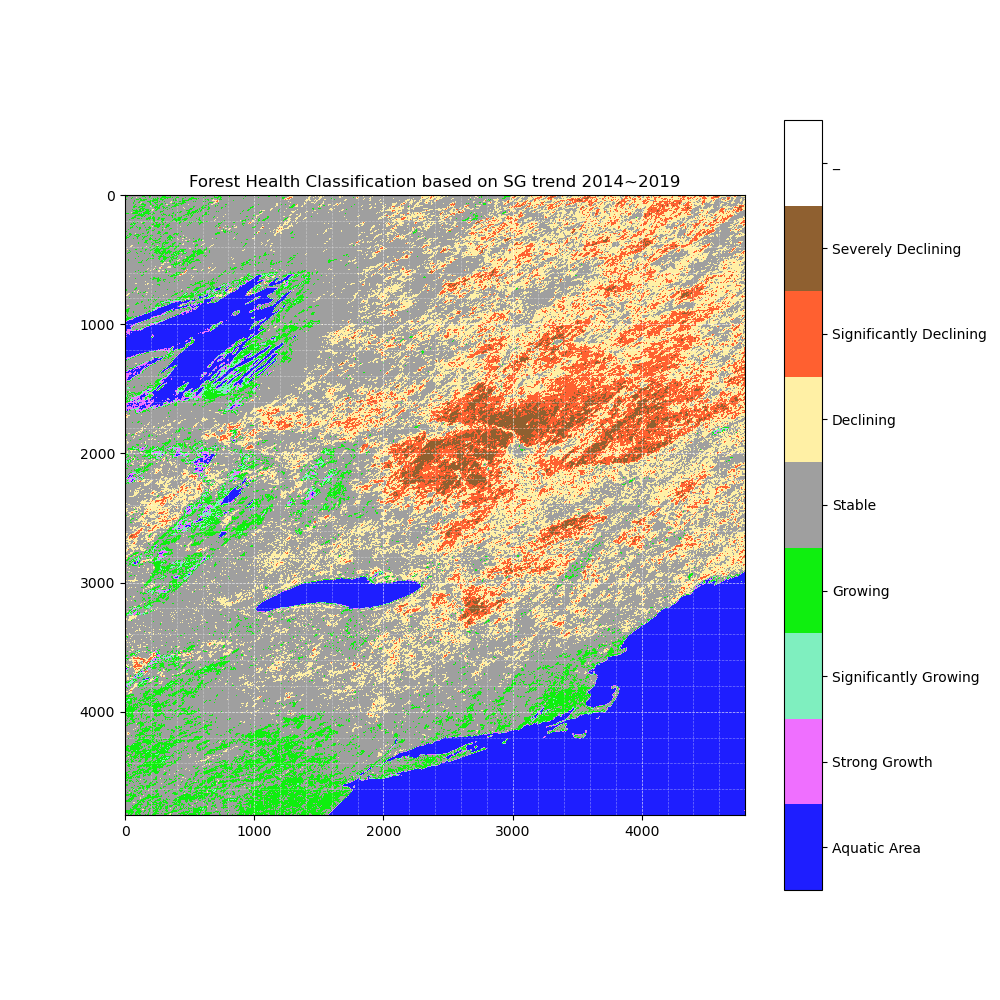 Forest Health Classification based on SG trend 2014~2019
0
1000
2000
3000
4000
0
1000
2000
3000
4000
_
Severely Declining
Significantly Declining
Declining
Stable
Growing
Significantly Growing
Strong Growth
Aquatic Area